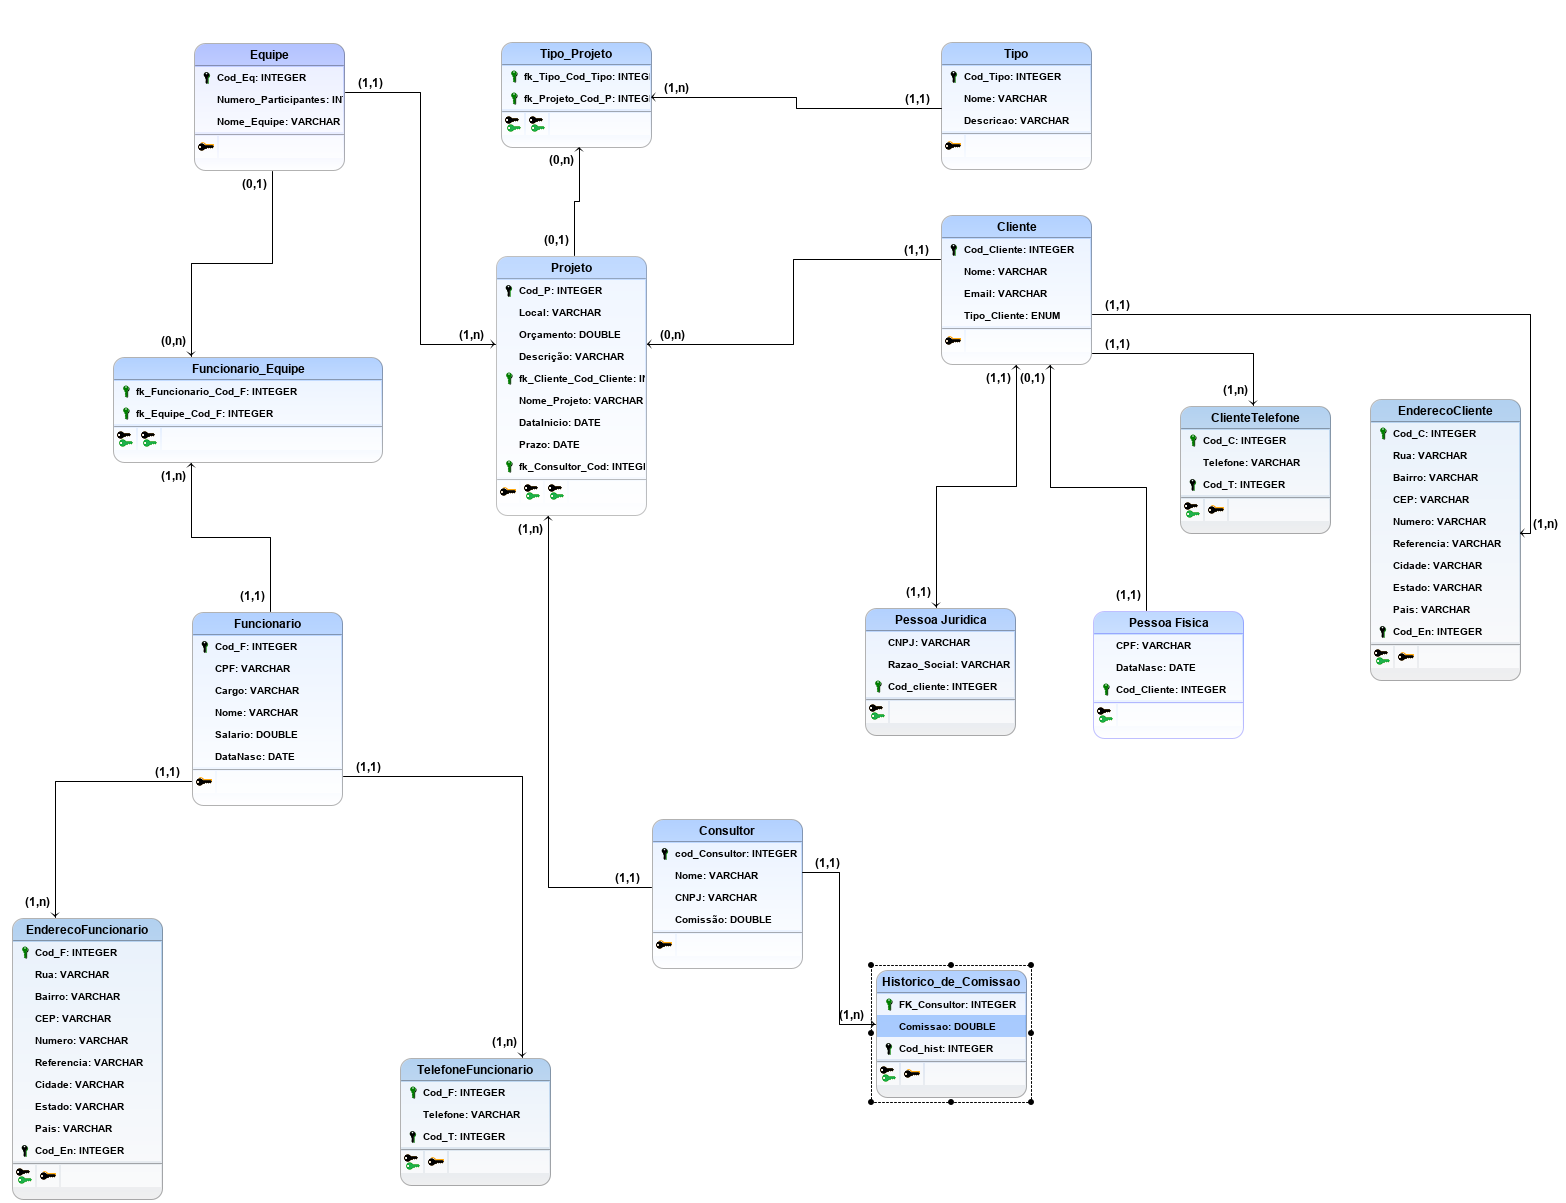 Equipe
Cod_Eq: INTEGER
Numero_Participantes: INT
Nome_Equipe: VARCHAR
(1,1)
(0,1)
Tipo_Projeto
fk_Tipo_Cod_Tipo: INTEG
fk_Projeto_Cod_P: INTEG
(1,n)
(0,n)
Tipo
Cod_Tipo: INTEGER
Nome: VARCHAR
Descricao: VARCHAR
(1,1)
(0,1)
Projeto
Cod_P: INTEGER
Local: VARCHAR
Orçamento: DOUBLE
Descrição: VARCHAR
fk_Cliente_Cod_Cliente: IN
Nome_Projeto: VARCHAR
DataInicio: DATE
Prazo: DATE
fk_Consultor_Cod: INTEGI
(1,n)
(0,n)
(1,n)
Cliente
Cod_Cliente: INTEGER
Nome: VARCHAR
Email: VARCHAR
Tipo_Cliente: ENUM
(1,1)
(1,1)
(1,1)
(1,1)
(0,1)
(0,n)
Funcionario_Equipe
fk_Funcionario_Cod_F: INTEGER
fk_Equipe_Cod_F: INTEGER
(1,n)
(1,n)
ClienteTelefone
Cod_C: INTEGER
Telefone: VARCHAR
Cod_T: INTEGER
EnderecoCliente
Cod_C: INTEGER
Rua: VARCHAR
Bairro: VARCHAR
CEP: VARCHAR
Numero: VARCHAR
Referencia: VARCHAR
Cidade: VARCHAR
Estado: VARCHAR
Pais: VARCHAR
Cod_En: INTEGER
(1,n)
(1,1)
Funcionario
Cod_F: INTEGER
CPF: VARCHAR
Cargo: VARCHAR
Nome: VARCHAR
Salario: DOUBLE
DataNasc: DATE
(1,1)
(1,1)
(1,1)
Pessoa Juridica
CNPJ: VARCHAR
Razao_Social: VARCHAR
Cod_cliente: INTEGER
(1,1)
Pessoa Fisica
CPF: VARCHAR
DataNasc: DATE
Cod_Cliente: INTEGER
Consultor
cod_Consultor: INTEGER
Nome: VARCHAR
CNPJ: VARCHAR
Comissão: DOUBLE
(1,1)
(1,1)
(1,n)
EnderecoFuncionario
Cod_F: INTEGER
Rua: VARCHAR
Bairro: VARCHAR
CEP: VARCHAR
Numero: VARCHAR
Referencia: VARCHAR
Cidade: VARCHAR
Estado: VARCHAR
Pais: VARCHAR
Cod_En: INTEGER
(1,n)
Historico_de_Comissao
FK_Consultor: INTEGER
Comissao: DOUBLE
Cod_hist: INTEGER
(1,n)
TelefoneFuncionario
Cod_F: INTEGER
Telefone: VARCHAR
Cod_T: INTEGER